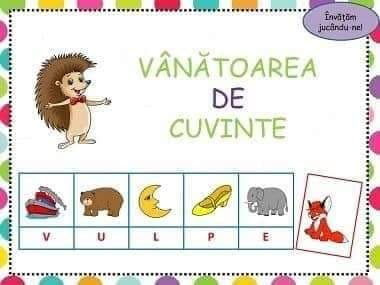 Învățăm
jucându-ne!
VÂNĂTOAREA
DE
CUVINTE
V U L P E